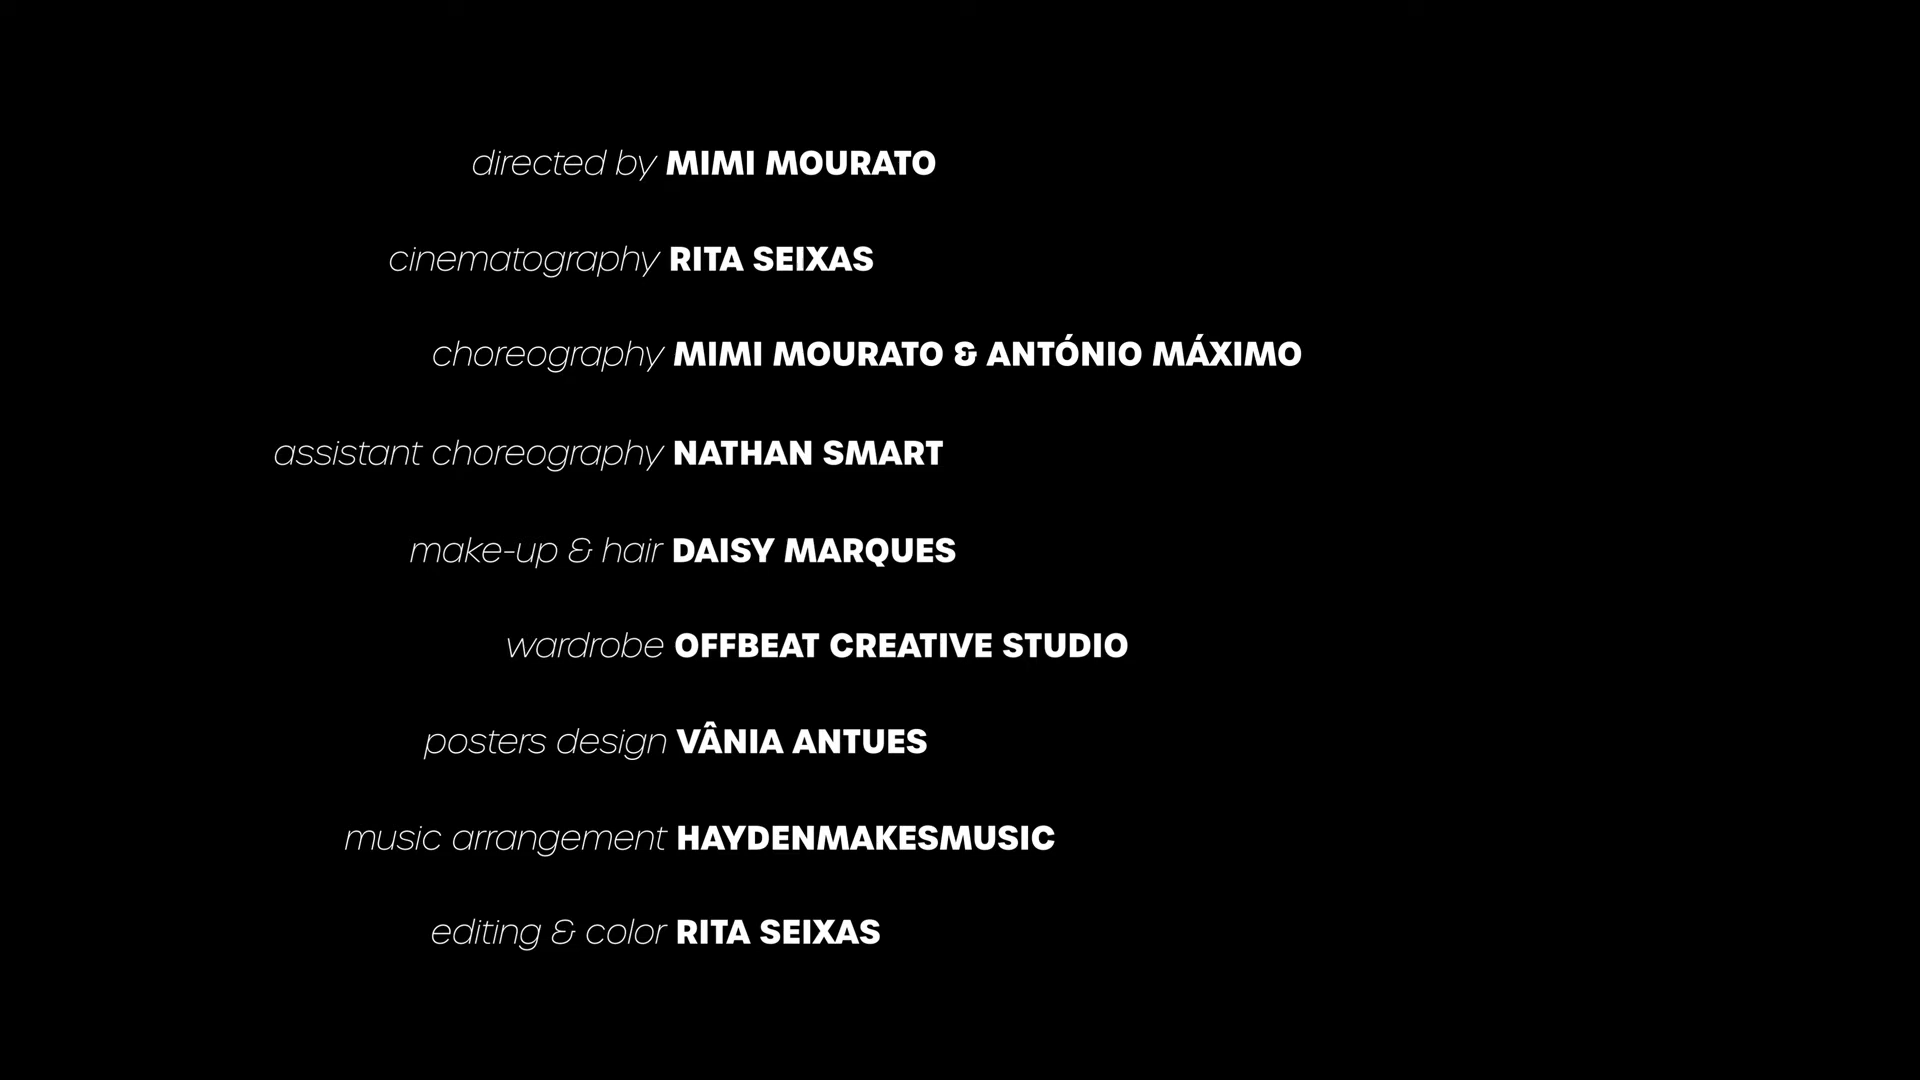 directed by MIMI MOURATO
cinematography RITA SEIXAS
choreography MIMI MOURATO & ANTÓNIO MÁXIMO
assistant choreography NATHAN SMART
make-up & hair DAISY MARQUES
wardrobe OFFBEAT CREATIVE STUDIO
posters design VÂNIA ANTUES
music arrangement HAYDENMAKESMUSIC
editing & color RITA SEIXAS